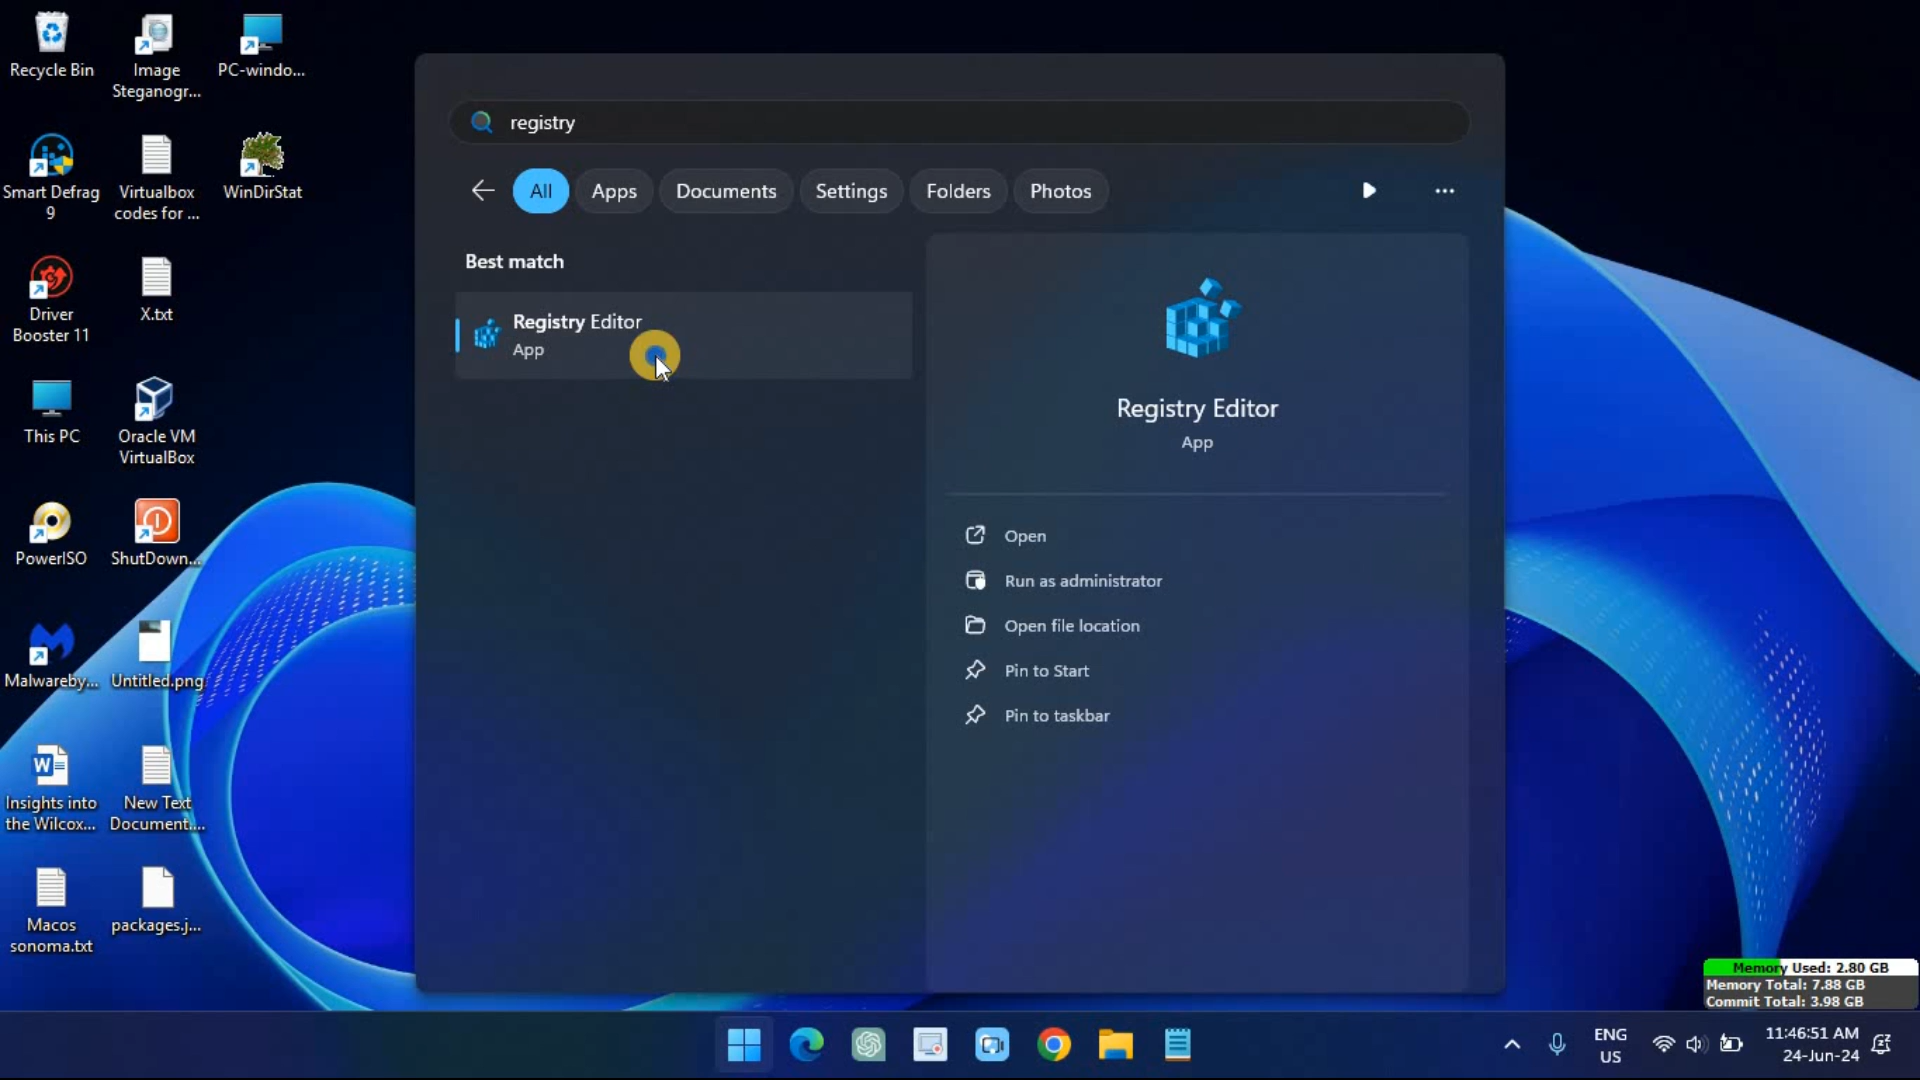 Recycle Bin
Image
Steganogr...
PC-windo...
Smart Defrag
9
Virtualbox
codes for ...
WinDirStat
Driver
Booster 11
X.txt
This PC
Oracle VM
VirtualBox
PowerISO
ShutDown...
Malwareby...
Untitled.png
Insights into
the Wilcox...
New Text
Document....
Macos
sonoma.txt
packages.j...
registry
All
Apps
Documents
Settings
Folders
Photos
Best match
Registry Editor
App
Registry Editor
App
Open
Run as administrator
Open file location
Pin to Start
Pin to taskbar
Memory Used: 2.80 GB
Memory Total: 7.88 GB
Commit Total: 3.98 GB
ENG
US
11:46:51 AM
24-Jun-24